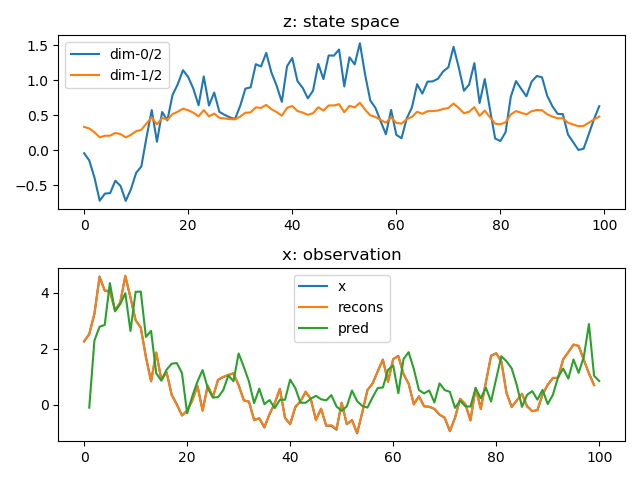 z: state space
1.5
1.0
0.5
0.0
−0.5
dim-0/2
dim-1/2
0 20 40 60 80 100
x: observation
4
2
0
x
recons
pred
0 20 40 60 80 100